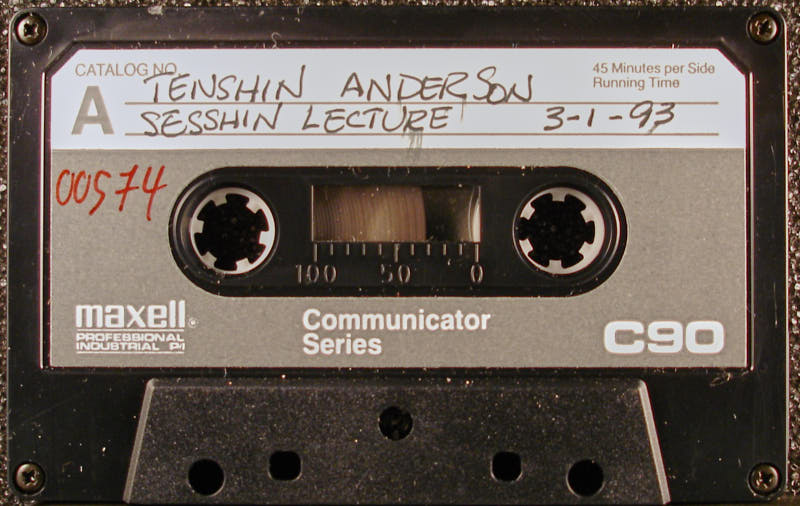 CATALOG NO.
45 Minutes per Side
Running Time
A
TENSHIN ANDERSON
SESSHIN LECTURE 3-1-93
00574
100 50 0
maxell®
PROFESSIONAL
INDUSTRIAL P-I
Communicator
Series
C90